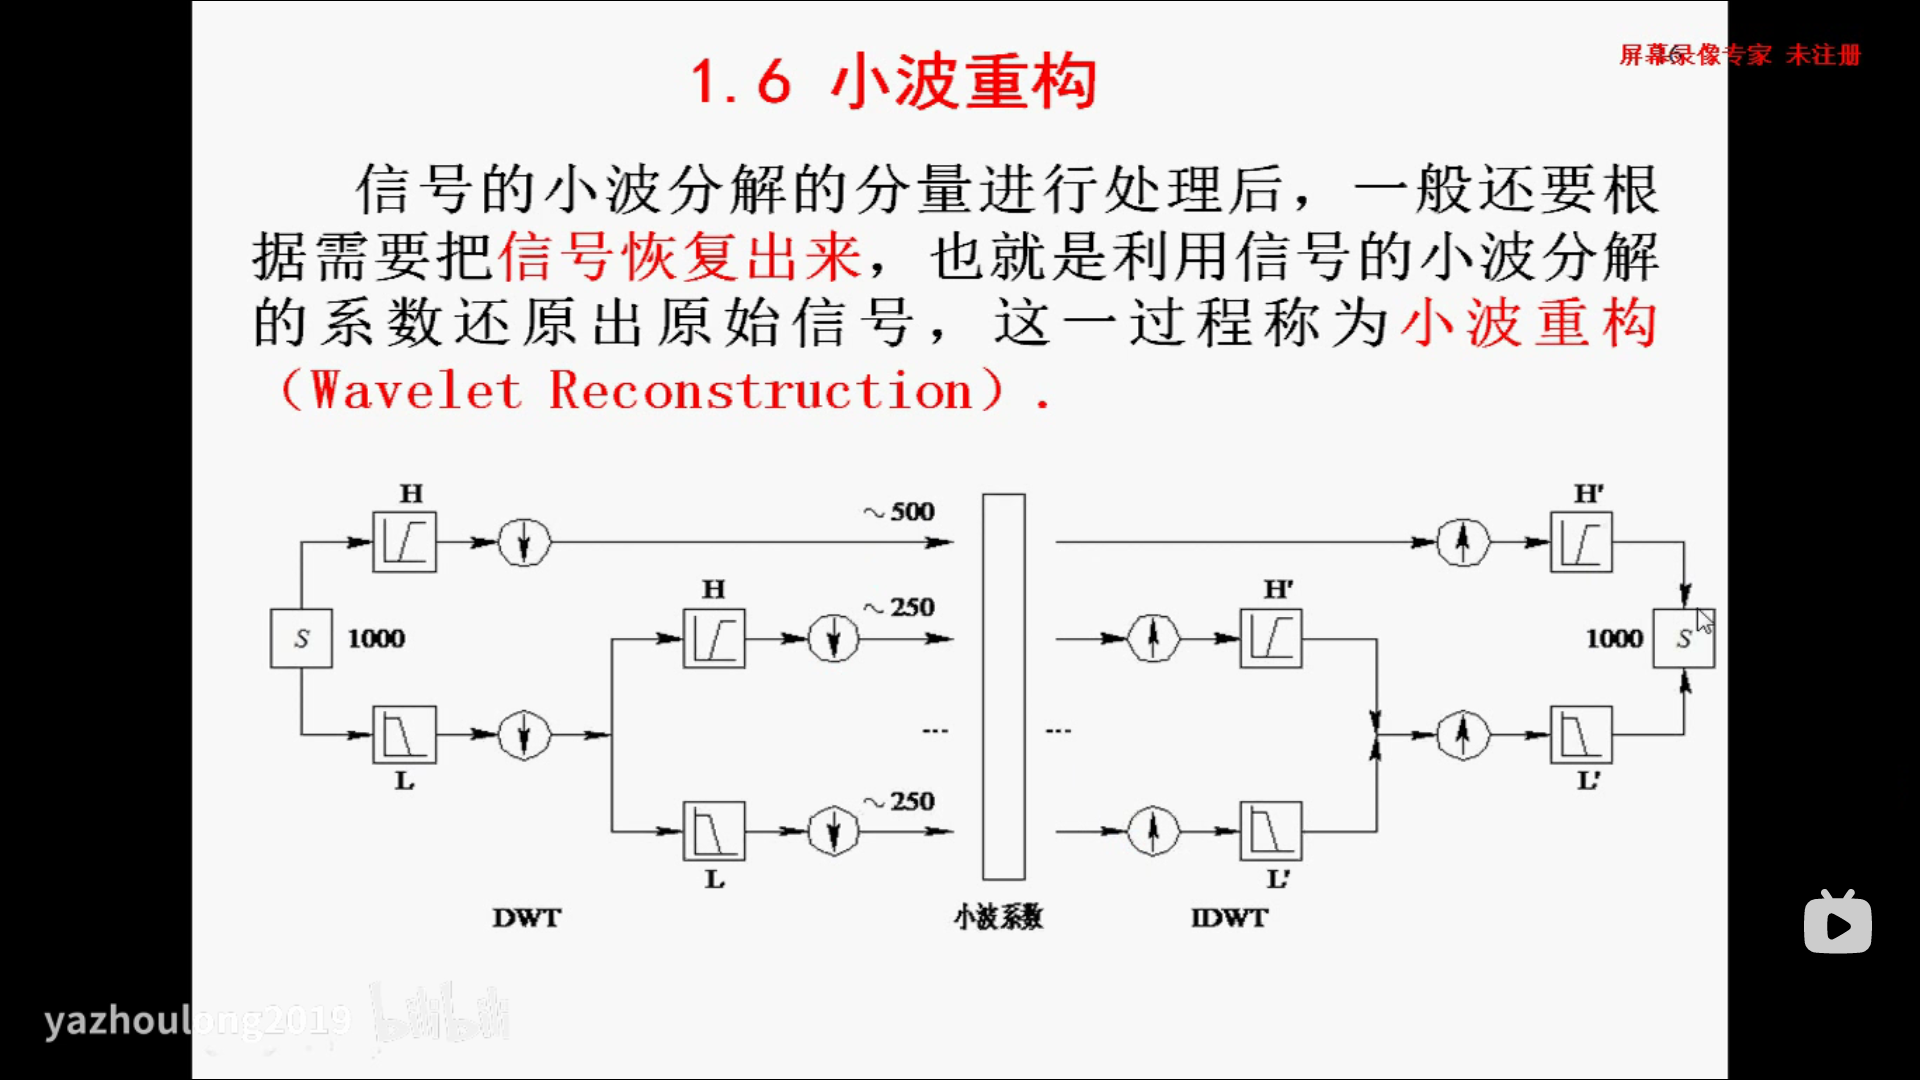 1.6 小波重构
屏幕录像专家 未注册
信号的小波分解的分量进行处理后，一般还要根
据需要把信号恢复出来，也就是利用信号的小波分解
的系数还原出原始信号，这一过程称为小波重构
（Wavelet Reconstruction）.
H
H'
~500
H
~250
H'
S
1000
1000
S
...
...
L
~250
L'
L
L'
DWT
小波系数
IDWT
yazhoulong2019
bilibili